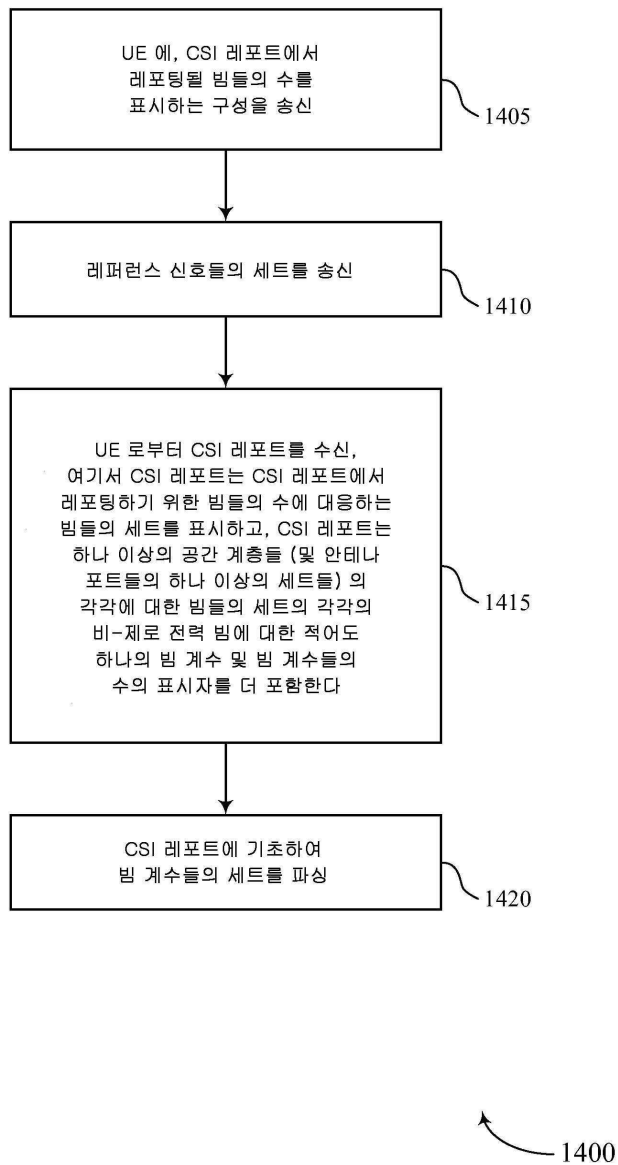 UE 에, CSI 레포트에서
레포팅될 빔들의 수를
표시하는 구성을 송신
1405
레퍼런스 신호들의 세트를 송신
1410
UE 로부터 CSI 레포트를 수신,
여기서 CSI 레포트는 CSI 레포트에서
레포팅하기 위한 빔들의 수에 대응하는
빔들의 세트를 표시하고, CSI 레포트는
하나 이상의 공간 계층들 (및 안테나
포트들의 하나 이상의 세트들) 의
각각에 대한 빔들의 세트의 각각의
비-제로 전력 빔에 대한 적어도
하나의 빔 계수 및 빔 계수들의
수의 표시자를 더 포함한다
1415
CSI 레포트에 기초하여
빔 계수들의 세트를 파싱
1420
1400